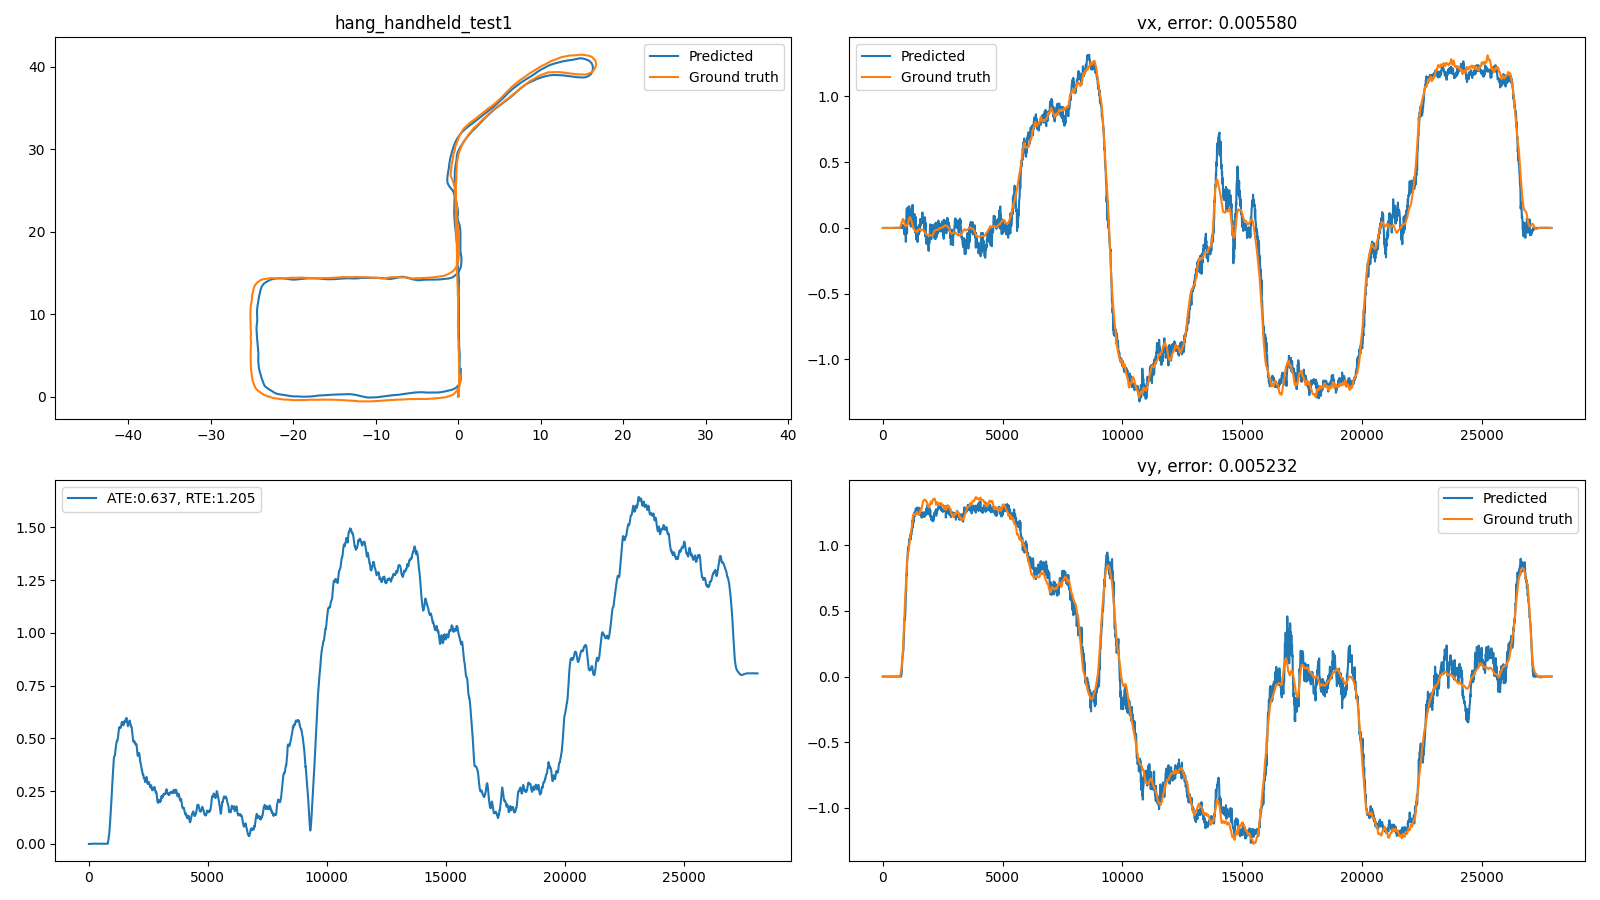 hang_handheld_test1
Predicted
Ground truth
40
30
20
10
0
−40 −30 −20 −10 0 10 20 30 40
vx, error: 0.005580
Predicted
Ground truth
1.0
0.5
0.0
−0.5
−1.0
0 5000 10000 15000 20000 25000
ATE:0.637, RTE:1.205
1.50
1.25
1.00
0.75
0.50
0.25
0.00
0 5000 10000 15000 20000 25000
vy, error: 0.005232
Predicted
Ground truth
1.0
0.5
0.0
−0.5
−1.0
0 5000 10000 15000 20000 25000